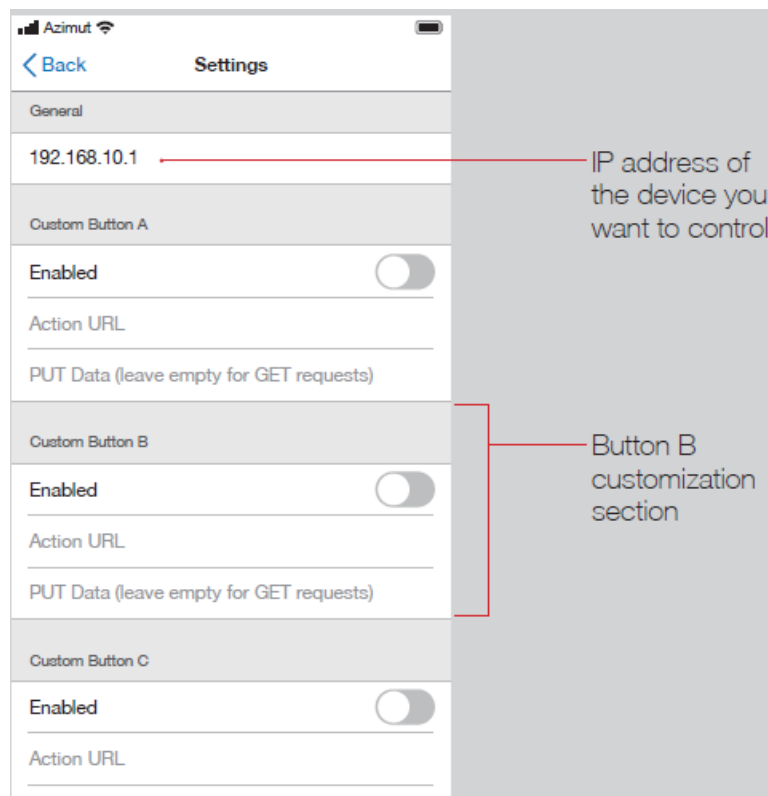 Azimut
Back Settings
General
192.168.10.1
IP address of
the device you
want to control
Custom Button A
Enabled
Action URL
PUT Data (leave empty for GET requests)
Custom Button B
Enabled
Action URL
PUT Data (leave empty for GET requests)
Button B
customization
section
Custom Button C
Enabled
Action URL